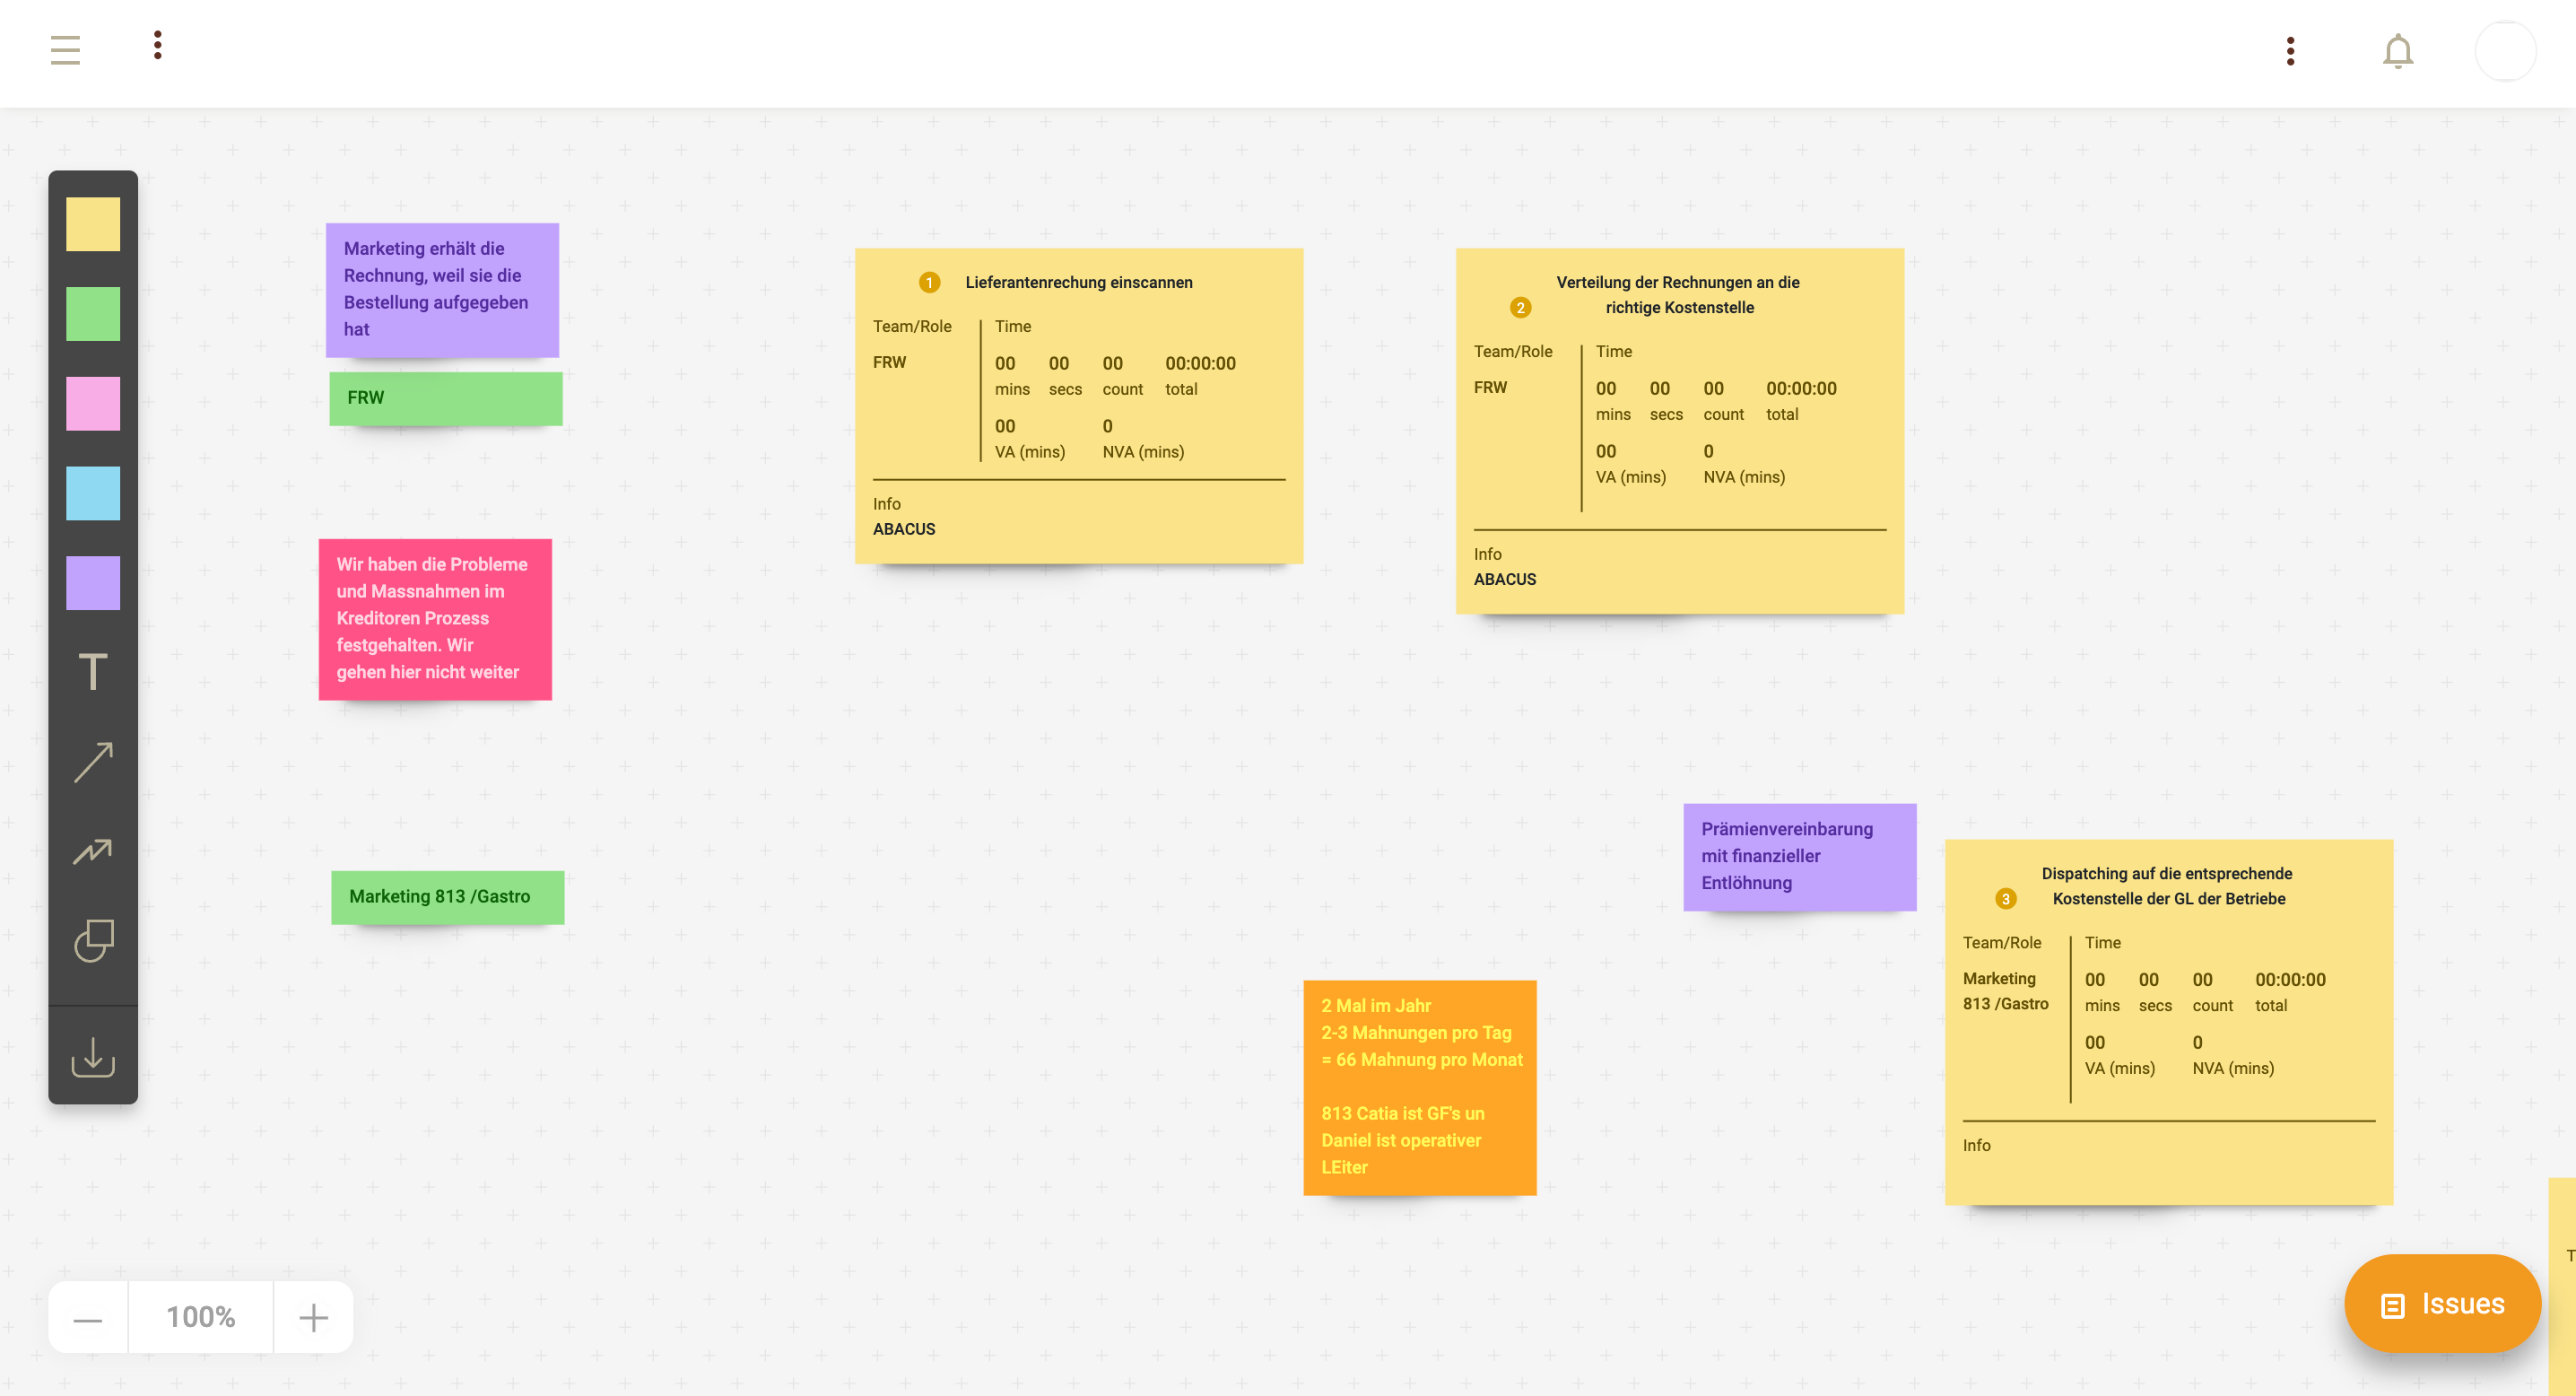 Marketing erhält die
Rechnung, weil sie die
Bestellung aufgegeben
hat
FRW
Wir haben die Probleme
und Massnahmen im
Kreditoren Prozess
festgehalten. Wir
gehen hier nicht weiter
Marketing 813 /Gastro
1 Lieferantenrechung einscannen
Team/Role Time
FRW 00 00 00 00:00:00
mins secs count total
00 0
VA (mins) NVA (mins)
Info
ABACUS
Verteilung der Rechnungen an die
2 richtige Kostenstelle
Team/Role Time
FRW 00 00 00 00:00:00
mins secs count total
00 0
VA (mins) NVA (mins)
Info
ABACUS
Prämienvereinbarung
mit finanzieller
Entlöhnung
2 Mal im Jahr
2-3 Mahnungen pro Tag
= 66 Mahnung pro Monat
813 Catia ist GF's un
Daniel ist operativer
LEiter
Dispatching auf die entsprechende
3 Kostenstelle der GL der Betriebe
Team/Role Time
Marketing 00 00 00 00:00:00
813 /Gastro mins secs count total
00 0
VA (mins) NVA (mins)
Info
T
T
100%
Issues